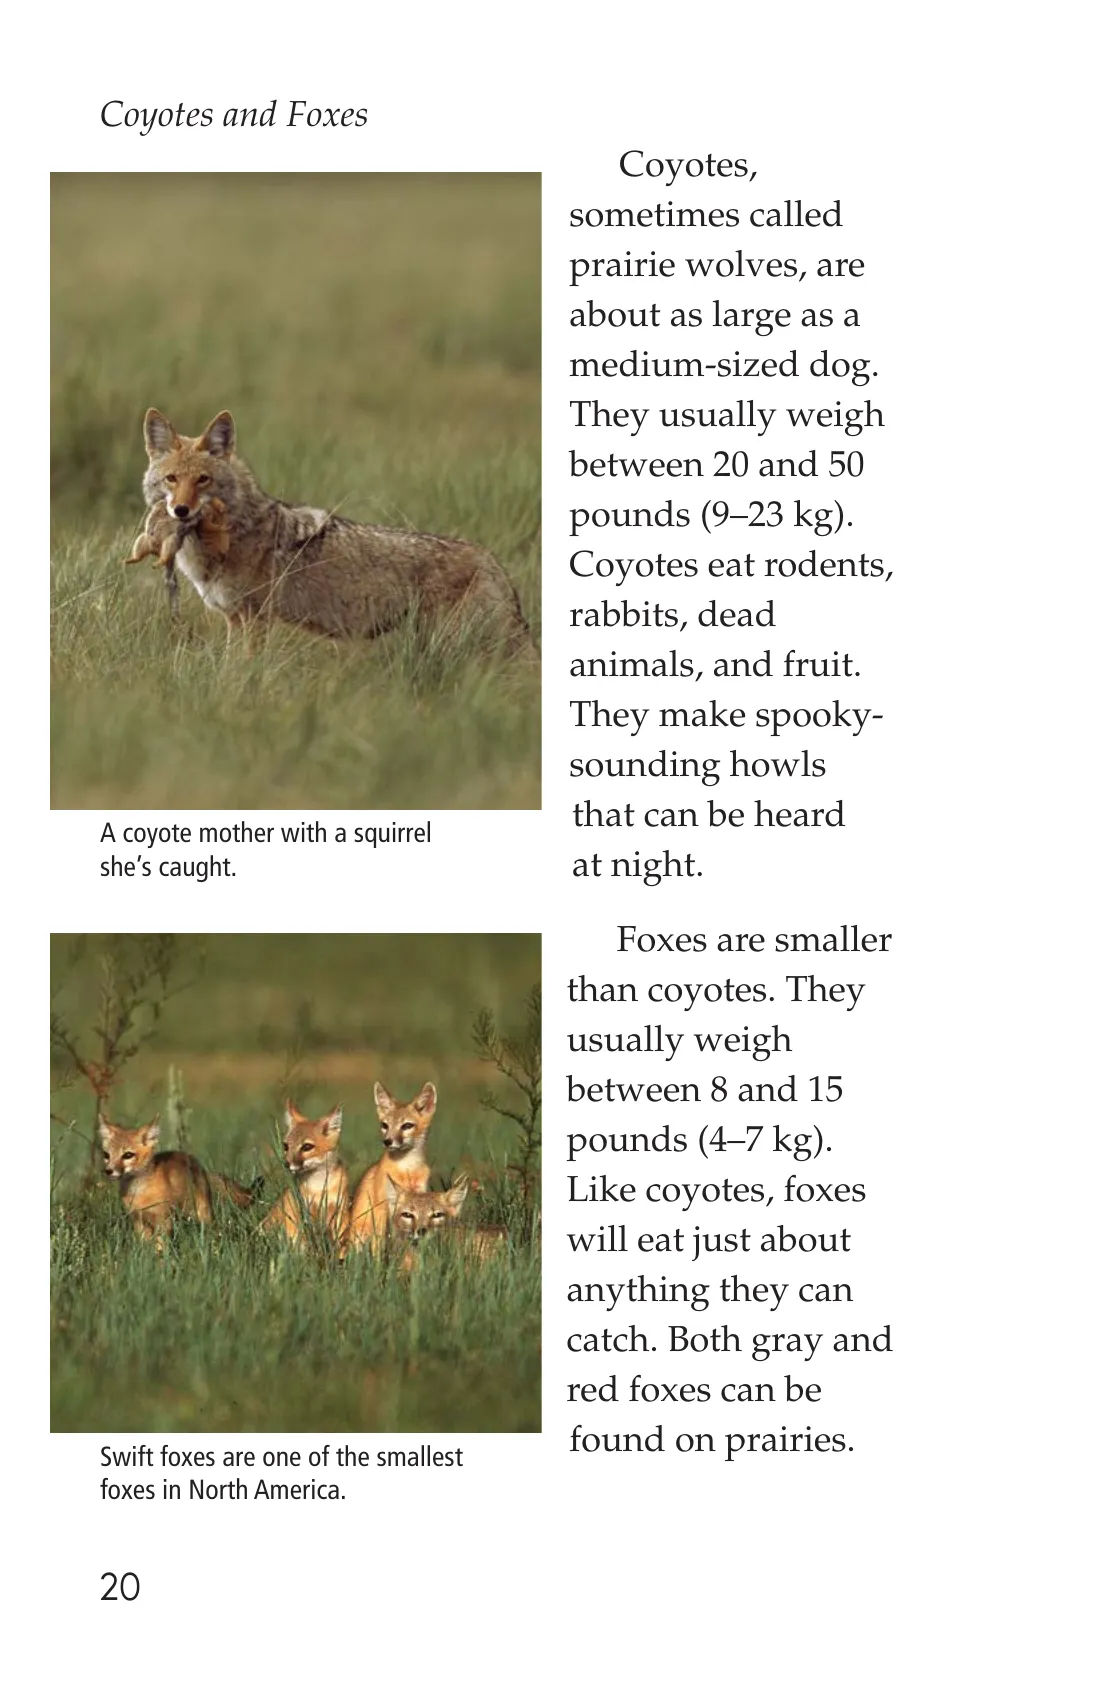 Coyotes and Foxes
Coyotes,
sometimes called
prairie wolves, are
about as large as a
medium-sized dog.
They usually weigh
between 20 and 50
pounds (9–23 kg).
Coyotes eat rodents,
rabbits, dead
animals, and fruit.
They make spooky-
sounding howls
that can be heard
at night.
A coyote mother with a squirrel
she’s caught.
Foxes are smaller
than coyotes. They
usually weigh
between 8 and 15
pounds (4–7 kg).
Like coyotes, foxes
will eat just about
anything they can
catch. Both gray and
red foxes can be
found on prairies.
Swift foxes are one of the smallest
foxes in North America.
20